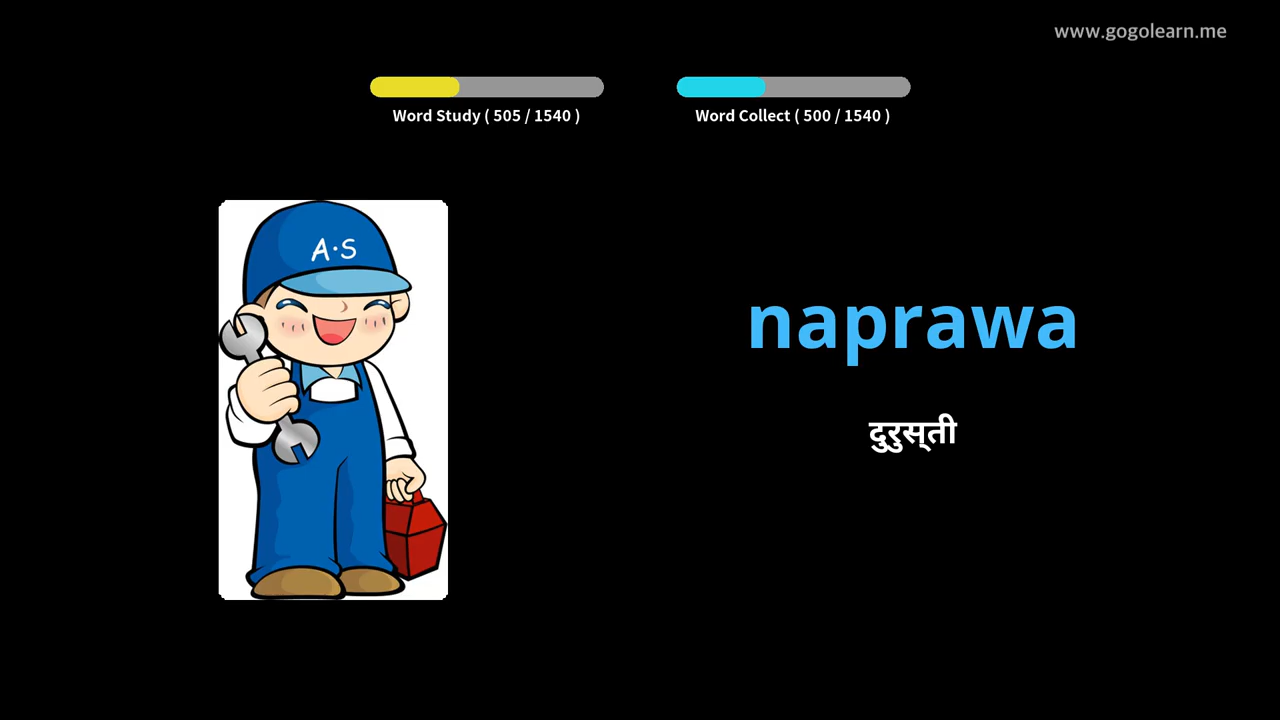 www.gogolearn.me
Word Study ( 505 / 1540 )
Word Collect ( 500 / 1540 )
A·S
naprawa
दुरुस्ती